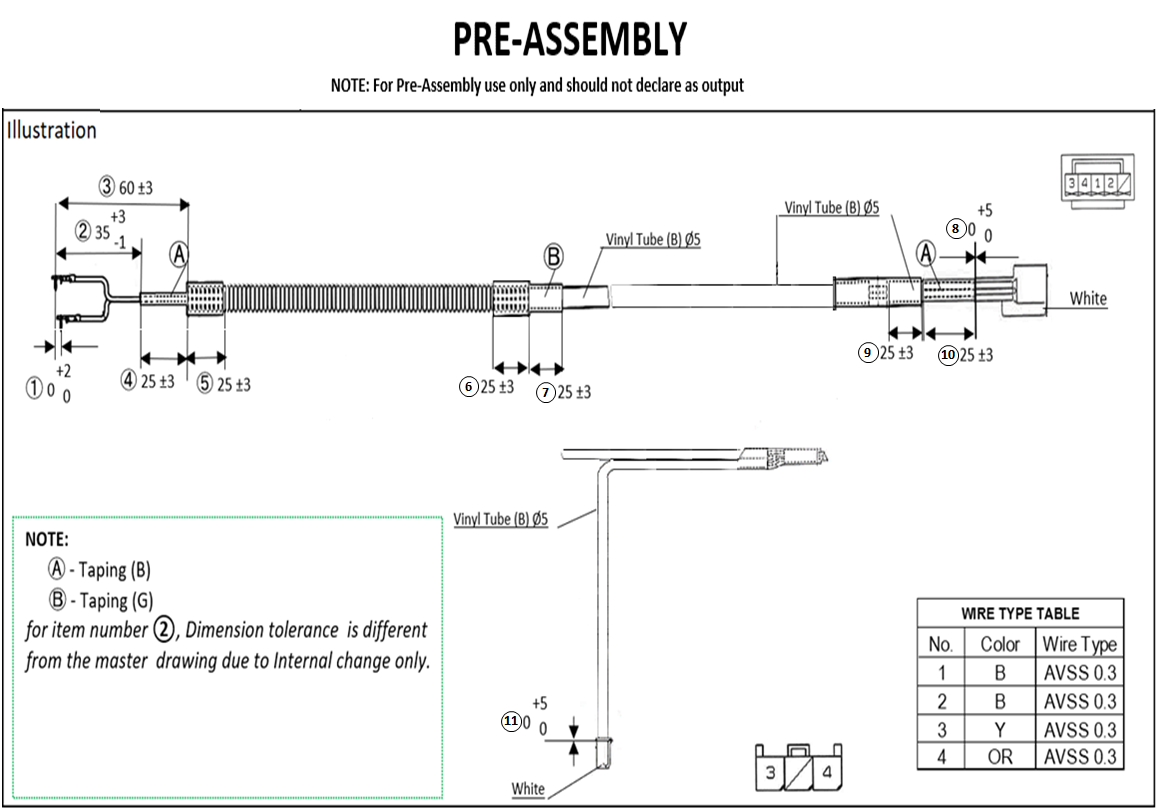 PRE-ASSEMBLY
NOTE: For Pre-Assembly use only and should not declare as output
Illustration
③ 60 ±3
② 35 +3 -1
Ⓐ
Ⓑ
Vinyl Tube (B) Ø5
Vinyl Tube (B) Ø5
Ⓐ
⑧ 0 +5 0
3 4 1 2
White
① 0 +2 0
④ 25 ±3
⑤ 25 ±3
⑥ 25 ±3
⑦ 25 ±3
⑨ 25 ±3
⑩ 25 ±3
Vinyl Tube (B) Ø5
⑪ 0 +5 0
White
3 4
NOTE:
Ⓐ - Taping (B)
Ⓑ - Taping (G)
for item number ②, Dimension tolerance is different
from the master drawing due to Internal change only.
WIRE TYPE TABLE
No. Color Wire Type
1 B AVSS 0.3
2 B AVSS 0.3
3 Y AVSS 0.3
4 OR AVSS 0.3